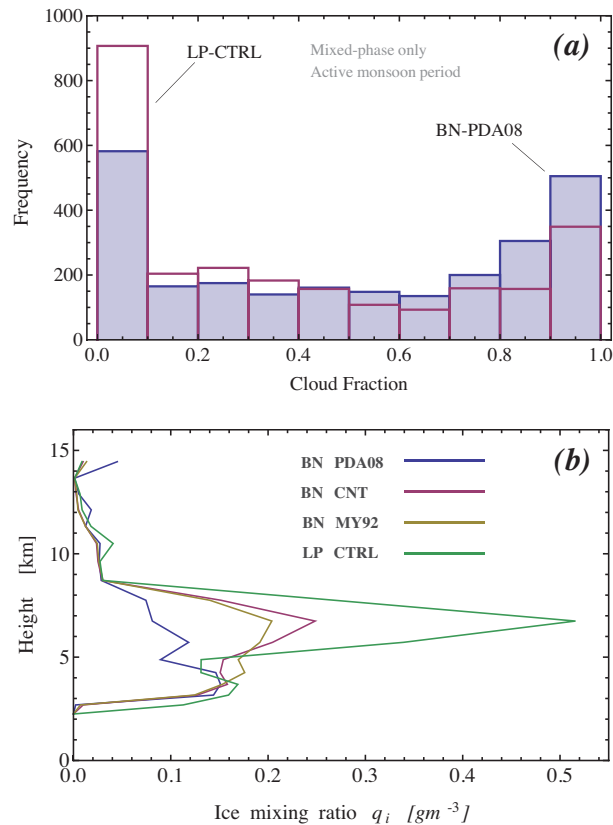 1000
800
600
400
200
0
Frequency
(a)
LP-CTRL
Mixed-phase only
Active monsoon period
BN-PDA08
0.0 0.2 0.4 0.6 0.8 1.0
Cloud Fraction
15
10
5
0
Height [km]
(b)
BN PDA08
BN CNT
BN MY92
LP CTRL
0.0 0.1 0.2 0.3 0.4 0.5
Ice mixing ratio q_i [gm⁻³]